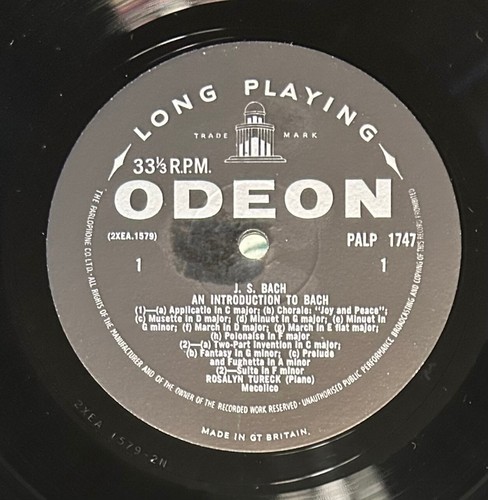 LONG PLAYING
TRADE MARK
33⅓ R.P.M.
ODEON
(2XEA.1579)
PALP 1747
1
1
J. S. BACH
AN INTRODUCTION TO BACH
(1)—(a) Applicatio in C major; (b) Chorale: "Joy and Peace";
(c) Musette in D major; (d) Minuet in G major; (e) Minuet in
G minor; (f) March in D major; (g) March in E flat major;
(h) Polonaise in F major
(2)—(a) Two-Part Invention in C major;
(b) Fantasy in G minor; (c) Prelude
and Fughetta in A minor
(2)—Suite in F minor
ROSALYN TURECK (Piano)
Mecolico
THE PARLOPHONE CO. LTD. ALL RIGHTS OF THE MANUFACTURER AND OF THE OWNER OF THE RECORDED WORK RESERVED · UNAUTHORISED PUBLIC PERFORMANCE BROADCASTING AND COPYING OF THIS RECORD PROHIBITED
MADE IN GT BRITAIN.
2XEA 1579-2N